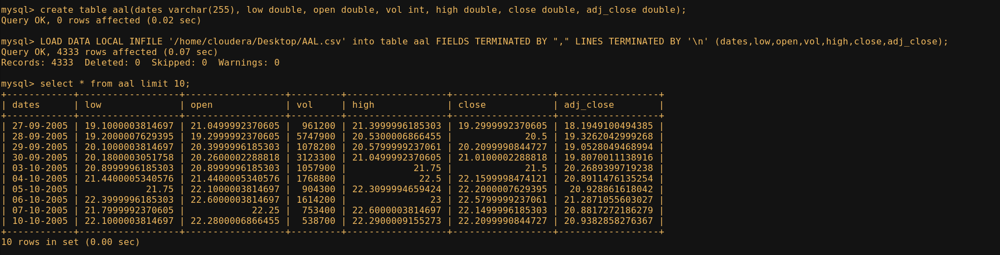 mysql> create table aal(dates varchar(255), low double, open double, vol int, high double, close double, adj_close double);
Query OK, 0 rows affected (0.02 sec)

mysql> LOAD DATA LOCAL INFILE '/home/cloudera/Desktop/AAL.csv' into table aal FIELDS TERMINATED BY "," LINES TERMINATED BY '\n' (dates,low,open,vol,high,close,adj_close);
Query OK, 4333 rows affected (0.07 sec)
Records: 4333  Deleted: 0  Skipped: 0  Warnings: 0

mysql> select * from aal limit 10;
+------------+------------------+------------------+---------+------------------+------------------+------------------+
| dates      | low              | open             | vol     | high             | close            | adj_close        |
+------------+------------------+------------------+---------+------------------+------------------+------------------+
| 27-09-2005 | 19.1000003814697 | 21.0499992370605 |  961200 | 21.3999996185303 | 19.2999992370605 | 18.1949100494385 |
| 28-09-2005 | 19.2000007629395 | 19.2999992370605 | 5747900 | 20.5300006866455 |             20.5 | 19.3262042999268 |
| 29-09-2005 | 20.1000003814697 | 20.3999996185303 | 1078200 | 20.5799999237061 | 20.2099990844727 | 19.0528049468994 |
| 30-09-2005 | 20.1800003051758 | 20.2600002288818 | 3123300 | 21.0499992370605 | 21.0100002288818 | 19.8070011138916 |
| 03-10-2005 | 20.8999996185303 | 20.8999996185303 | 1057900 |            21.75 |             21.5 | 20.2689399719238 |
| 04-10-2005 | 21.4400005340576 | 21.4400005340576 | 1768800 |             22.5 | 22.1599998474121 | 20.8911476135254 |
| 05-10-2005 |            21.75 | 22.1000003814697 |  904300 | 22.3099994659424 | 22.2000007629395 |  20.928861618042 |
| 06-10-2005 | 22.3999996185303 | 22.6000003814697 | 1614200 |               23 | 22.5799999237061 | 21.2871055603027 |
| 07-10-2005 | 21.7999992370605 |            22.25 |  753400 | 22.6000003814697 | 22.1499996185303 | 20.8817272186279 |
| 10-10-2005 | 22.1000003814697 | 22.2800006866455 |  538700 | 22.2900009155273 | 22.2099990844727 | 20.9382858276367 |
+------------+------------------+------------------+---------+------------------+------------------+------------------+
10 rows in set (0.00 sec)